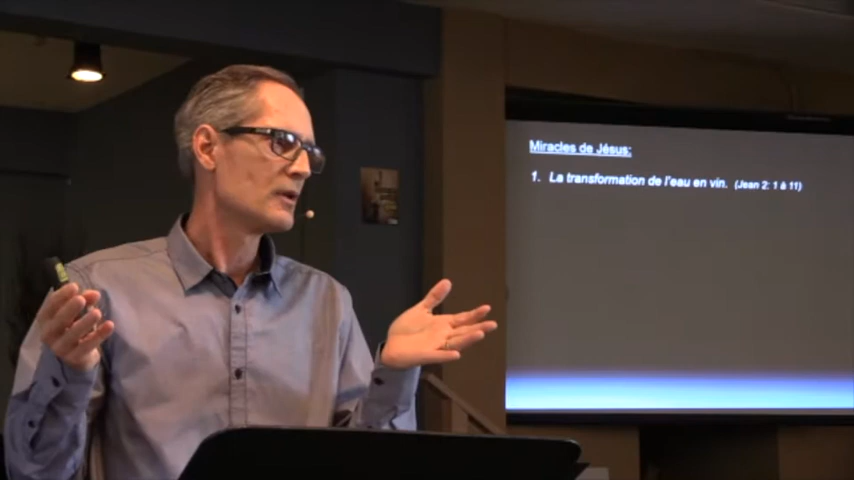 Miracles de Jésus:
1. La transformation de l'eau en vin. (Jean 2: 1 à 11)